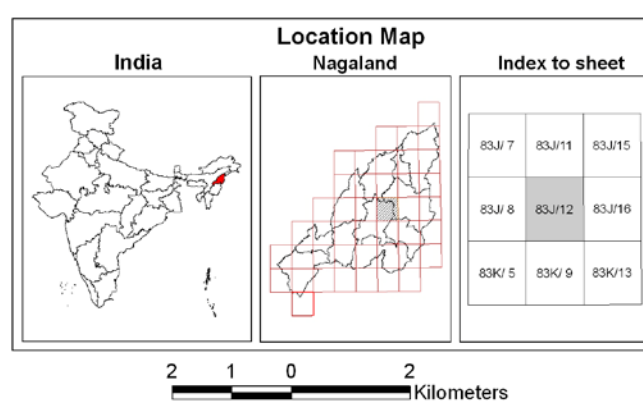 Location Map
India
Nagaland
Index to sheet
83J/ 7 83J/11 83J/15
83J/ 8 83J/12 83J/16
83K/ 5 83K/ 9 83K/13
2 1 0 2
Kilometers